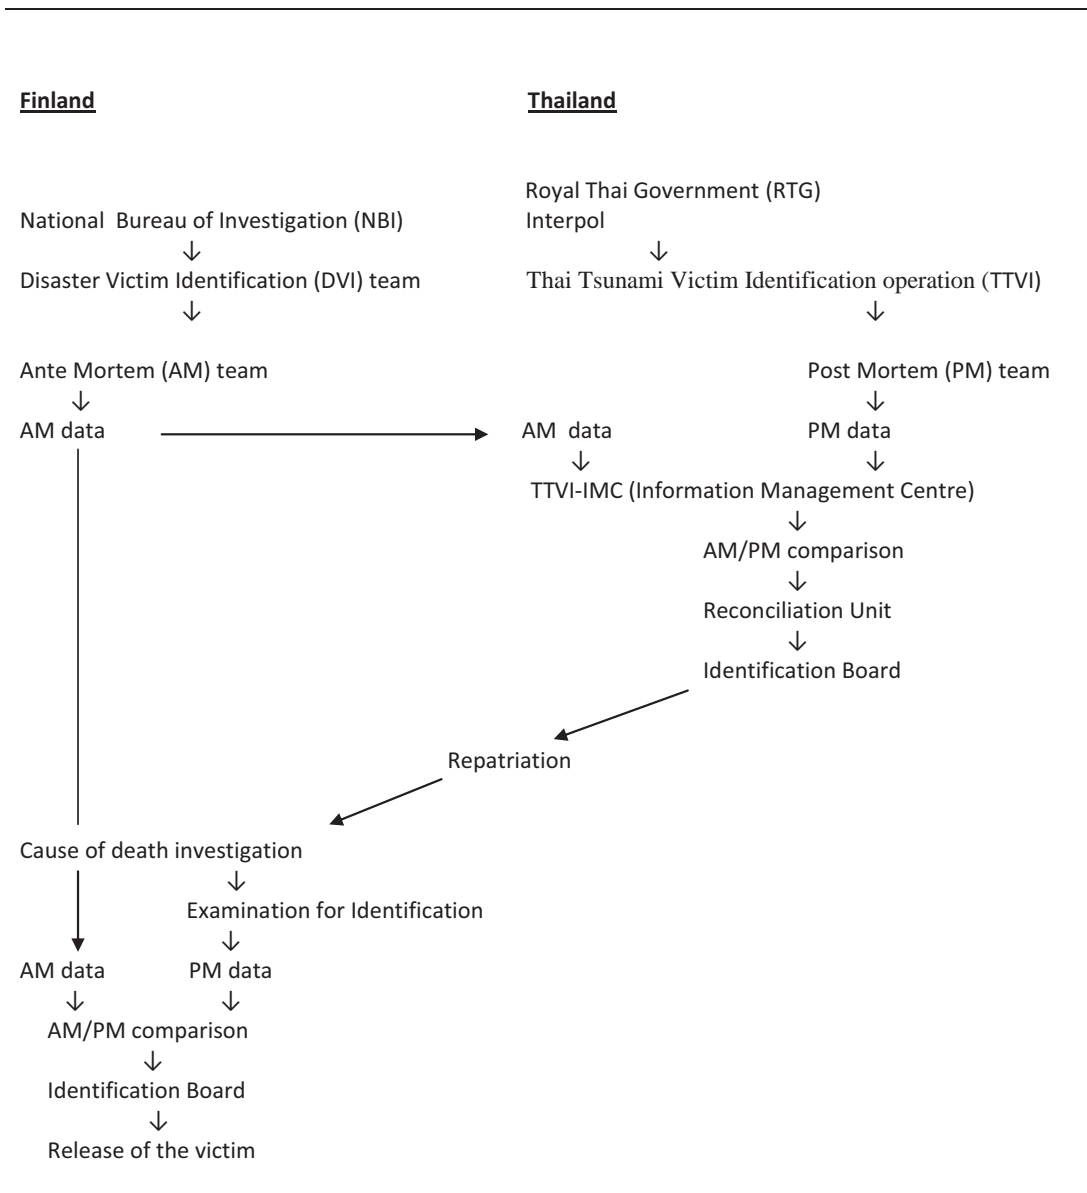 Finland
Thailand
Royal Thai Government (RTG)
National Bureau of Investigation (NBI)
Interpol
↓
↓
Disaster Victim Identification (DVI) team
Thai Tsunami Victim Identification operation (TTVI)
↓
↓
Ante Mortem (AM) team
Post Mortem (PM) team
↓
↓
AM data
AM data
PM data
↓
↓
TTVI-IMC (Information Management Centre)
↓
AM/PM comparison
↓
Reconciliation Unit
↓
Identification Board
Repatriation
Cause of death investigation
↓
Examination for Identification
↓
AM data
PM data
↓
↓
AM/PM comparison
↓
Identification Board
↓
Release of the victim